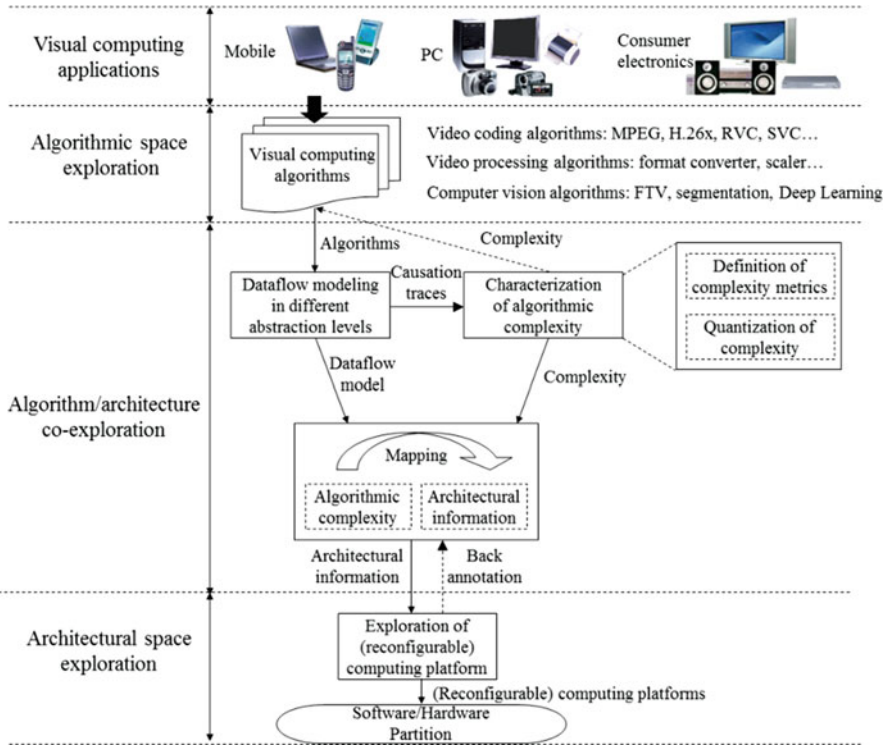 Visual computing
applications
Mobile
PC
Consumer
electronics
Algorithmic space
exploration
Visual computing
algorithms
Video coding algorithms: MPEG, H.26x, RVC, SVC…
Video processing algorithms: format converter, scaler…
Computer vision algorithms: FTV, segmentation, Deep Learning
Algorithm/architecture
co-exploration
Algorithms
Complexity
Dataflow modeling
in different
abstraction levels
Causation
traces
Characterization
of algorithmic
complexity
Definition of
complexity metrics
Quantization of
complexity
Dataflow
model
Complexity
Mapping
Algorithmic
complexity
Architectural
information
Architectural
information
Back
annotation
Architectural space
exploration
Exploration of
(reconfigurable)
computing platform
(Reconfigurable) computing platforms
Software/Hardware
Partition